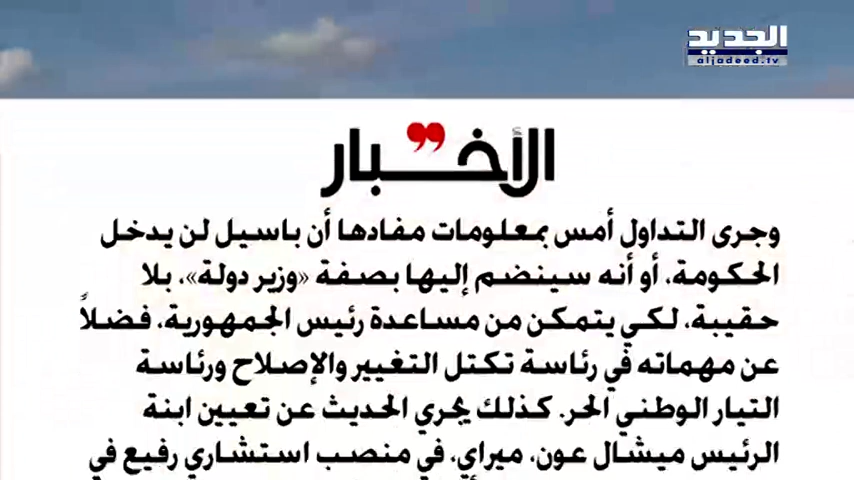 الجديد
aljadeed.tv
الأخبار
وجرى التداول أمس بمعلومات مفادها أن باسيل لن يدخل
الحكومة، أو أنه سينضم إليها بصفة «وزير دولة»، بلا
حقيبة، لكي يتمكن من مساعدة رئيس الجمهورية، فضلاً
عن مهماته في رئاسة تكتل التغيير والإصلاح ورئاسة
التيار الوطني الحر. كذلك يجري الحديث عن تعيين ابنة
الرئيس ميشال عون، ميراي، في منصب استشاري رفيع في